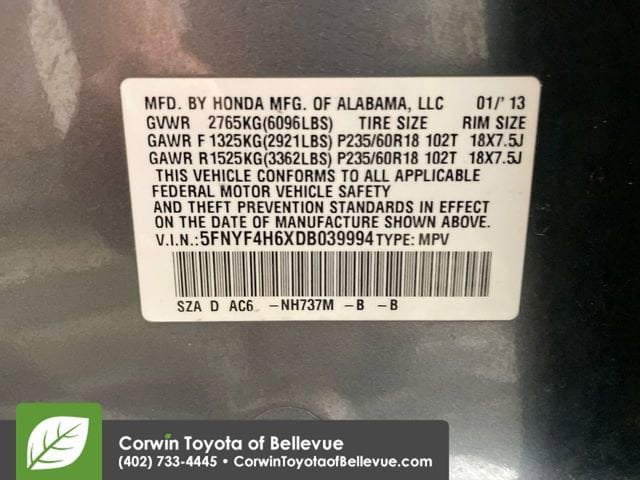 MFD. BY HONDA MFG. OF ALABAMA, LLC 01/'13
GVWR 2765KG(6096LBS) TIRE SIZE RIM SIZE
GAWR F 1325KG(2921LBS) P235/60R18 102T 18X7.5J
GAWR R 1525KG(3362LBS) P235/60R18 102T 18X7.5J
THIS VEHICLE CONFORMS TO ALL APPLICABLE
FEDERAL MOTOR VEHICLE SAFETY
AND THEFT PREVENTION STANDARDS IN EFFECT
ON THE DATE OF MANUFACTURE SHOWN ABOVE.
V.I.N.: 5FNYF4H6XDB039994 TYPE: MPV
SZA D AC6 -NH737M -B -B
Corwin Toyota of Bellevue
(402) 733-4445 • CorwinToyotaofBellevue.com